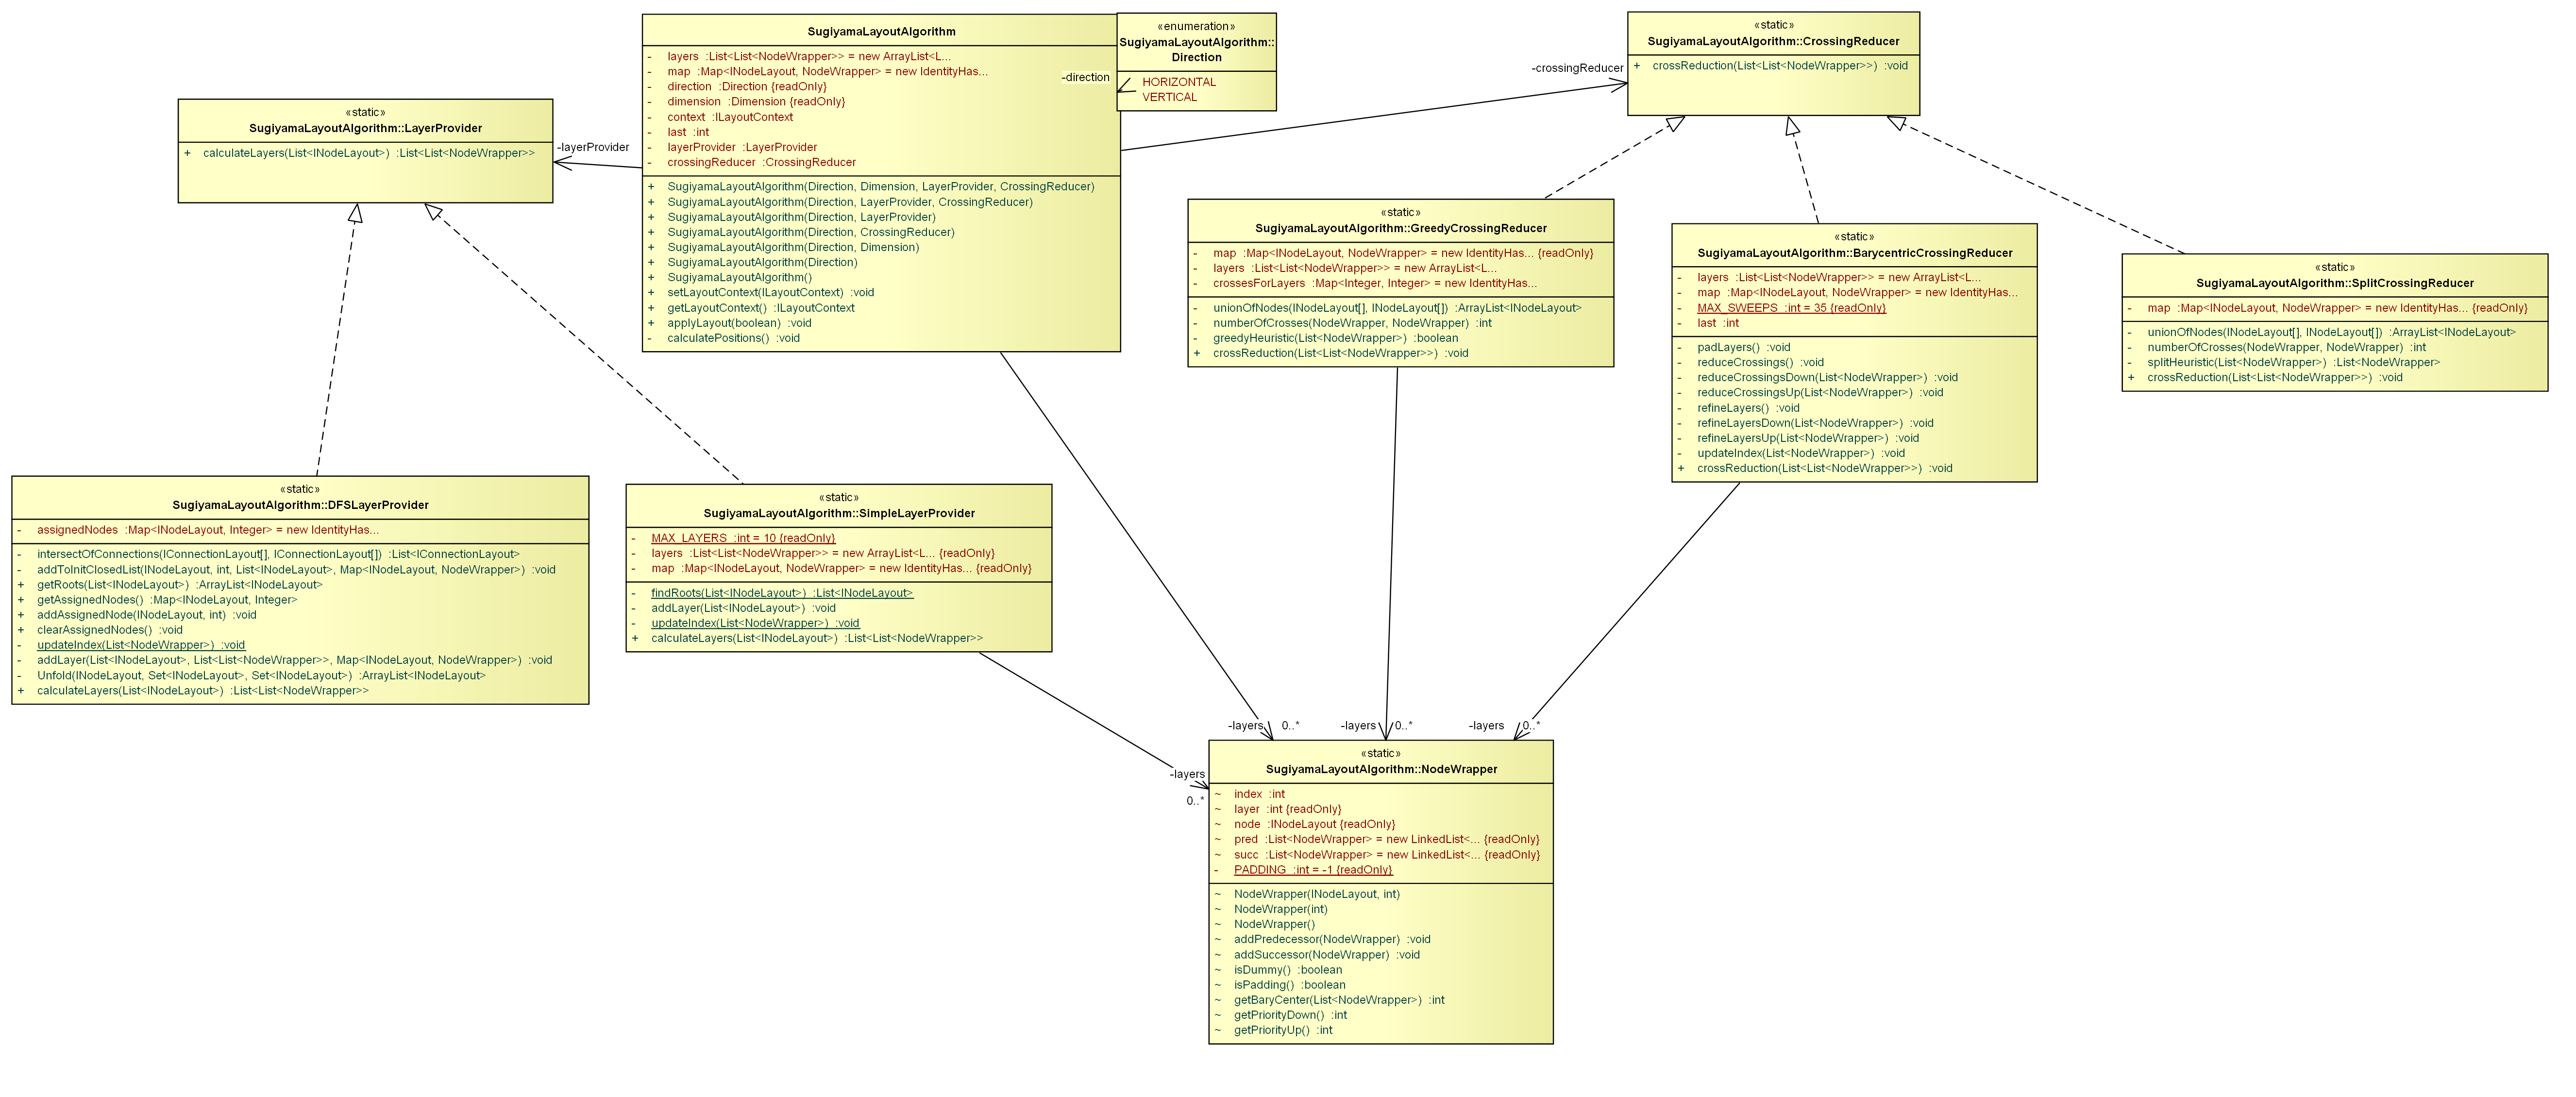 «static»
SugiyamaLayoutAlgorithm::LayerProvider
+ calculateLayers(List<INodeLayout>) :List<List<NodeWrapper>>
-layerProvider
SugiyamaLayoutAlgorithm
- layers :List<List<NodeWrapper>> = new ArrayList<L...
- map :Map<INodeLayout, NodeWrapper> = new IdentityHas...
- direction :Direction {readOnly}
- dimension :Dimension {readOnly}
- context :ILayoutContext
- last :int
- layerProvider :LayerProvider
- crossingReducer :CrossingReducer
+ SugiyamaLayoutAlgorithm(Direction, Dimension, LayerProvider, CrossingReducer)
+ SugiyamaLayoutAlgorithm(Direction, LayerProvider, CrossingReducer)
+ SugiyamaLayoutAlgorithm(Direction, LayerProvider)
+ SugiyamaLayoutAlgorithm(Direction, CrossingReducer)
+ SugiyamaLayoutAlgorithm(Direction, Dimension)
+ SugiyamaLayoutAlgorithm(Direction)
+ SugiyamaLayoutAlgorithm()
+ setLayoutContext(ILayoutContext) :void
+ getLayoutContext() :ILayoutContext
+ applyLayout(boolean) :void
- calculatePositions() :void
-direction
«enumeration»
SugiyamaLayoutAlgorithm::
Direction
HORIZONTAL
VERTICAL
-crossingReducer
«static»
SugiyamaLayoutAlgorithm::CrossingReducer
+ crossReduction(List<List<NodeWrapper>>) :void
«static»
SugiyamaLayoutAlgorithm::GreedyCrossingReducer
- map :Map<INodeLayout, NodeWrapper> = new IdentityHas... {readOnly}
- layers :List<List<NodeWrapper>> = new ArrayList<L...
- crossesForLayers :Map<Integer, Integer> = new IdentityHas...
- unionOfNodes(INodeLayout[], INodeLayout[]) :ArrayList<INodeLayout>
- numberOfCrosses(NodeWrapper, NodeWrapper) :int
- greedyHeuristic(List<NodeWrapper>) :boolean
+ crossReduction(List<List<NodeWrapper>>) :void
«static»
SugiyamaLayoutAlgorithm::BarycentricCrossingReducer
- layers :List<List<NodeWrapper>> = new ArrayList<L...
- map :Map<INodeLayout, NodeWrapper> = new IdentityHas...
- MAX_SWEEPS :int = 35 {readOnly}
- last :int
- padLayers() :void
- reduceCrossings() :void
- reduceCrossingsDown(List<NodeWrapper>) :void
- reduceCrossingsUp(List<NodeWrapper>) :void
- refineLayers() :void
- refineLayersDown(List<NodeWrapper>) :void
- refineLayersUp(List<NodeWrapper>) :void
- updateIndex(List<NodeWrapper>) :void
+ crossReduction(List<List<NodeWrapper>>) :void
«static»
SugiyamaLayoutAlgorithm::SplitCrossingReducer
- map :Map<INodeLayout, NodeWrapper> = new IdentityHas... {readOnly}
- unionOfNodes(INodeLayout[], INodeLayout[]) :ArrayList<INodeLayout>
- numberOfCrosses(NodeWrapper, NodeWrapper) :int
- splitHeuristic(List<NodeWrapper>) :List<NodeWrapper>
+ crossReduction(List<List<NodeWrapper>>) :void
«static»
SugiyamaLayoutAlgorithm::DFSLayerProvider
- assignedNodes :Map<INodeLayout, Integer> = new IdentityHas...
- intersectOfConnections(IConnectionLayout[], IConnectionLayout[]) :List<IConnectionLayout>
- addToInitClosedList(INodeLayout, int, List<INodeLayout>, Map<INodeLayout, NodeWrapper>) :void
+ getRoots(List<INodeLayout>) :ArrayList<INodeLayout>
+ getAssignedNodes() :Map<INodeLayout, Integer>
+ addAssignedNode(INodeLayout, int) :void
+ clearAssignedNodes() :void
- updateIndex(List<NodeWrapper>) :void
- addLayer(List<INodeLayout>, List<List<NodeWrapper>>, Map<INodeLayout, NodeWrapper>) :void
- Unfold(INodeLayout, Set<INodeLayout>, Set<INodeLayout>) :ArrayList<INodeLayout>
+ calculateLayers(List<INodeLayout>) :List<List<NodeWrapper>>
«static»
SugiyamaLayoutAlgorithm::SimpleLayerProvider
- MAX_LAYERS :int = 10 {readOnly}
- layers :List<List<NodeWrapper>> = new ArrayList<L... {readOnly}
- map :Map<INodeLayout, NodeWrapper> = new IdentityHas... {readOnly}
- findRoots(List<INodeLayout>) :List<INodeLayout>
- addLayer(List<INodeLayout>) :void
- updateIndex(List<NodeWrapper>) :void
+ calculateLayers(List<INodeLayout>) :List<List<NodeWrapper>>
-layers 0..*
-layers 0..*
-layers 0..*
-layers
0..*
«static»
SugiyamaLayoutAlgorithm::NodeWrapper
~ index :int
~ layer :int {readOnly}
~ node :INodeLayout {readOnly}
~ pred :List<NodeWrapper> = new LinkedList<... {readOnly}
~ succ :List<NodeWrapper> = new LinkedList<... {readOnly}
- PADDING :int = -1 {readOnly}
~ NodeWrapper(INodeLayout, int)
~ NodeWrapper(int)
~ NodeWrapper()
~ addPredecessor(NodeWrapper) :void
~ addSuccessor(NodeWrapper) :void
~ isDummy() :boolean
~ isPadding() :boolean
~ getBaryCenter(List<NodeWrapper>) :int
~ getPriorityDown() :int
~ getPriorityUp() :int